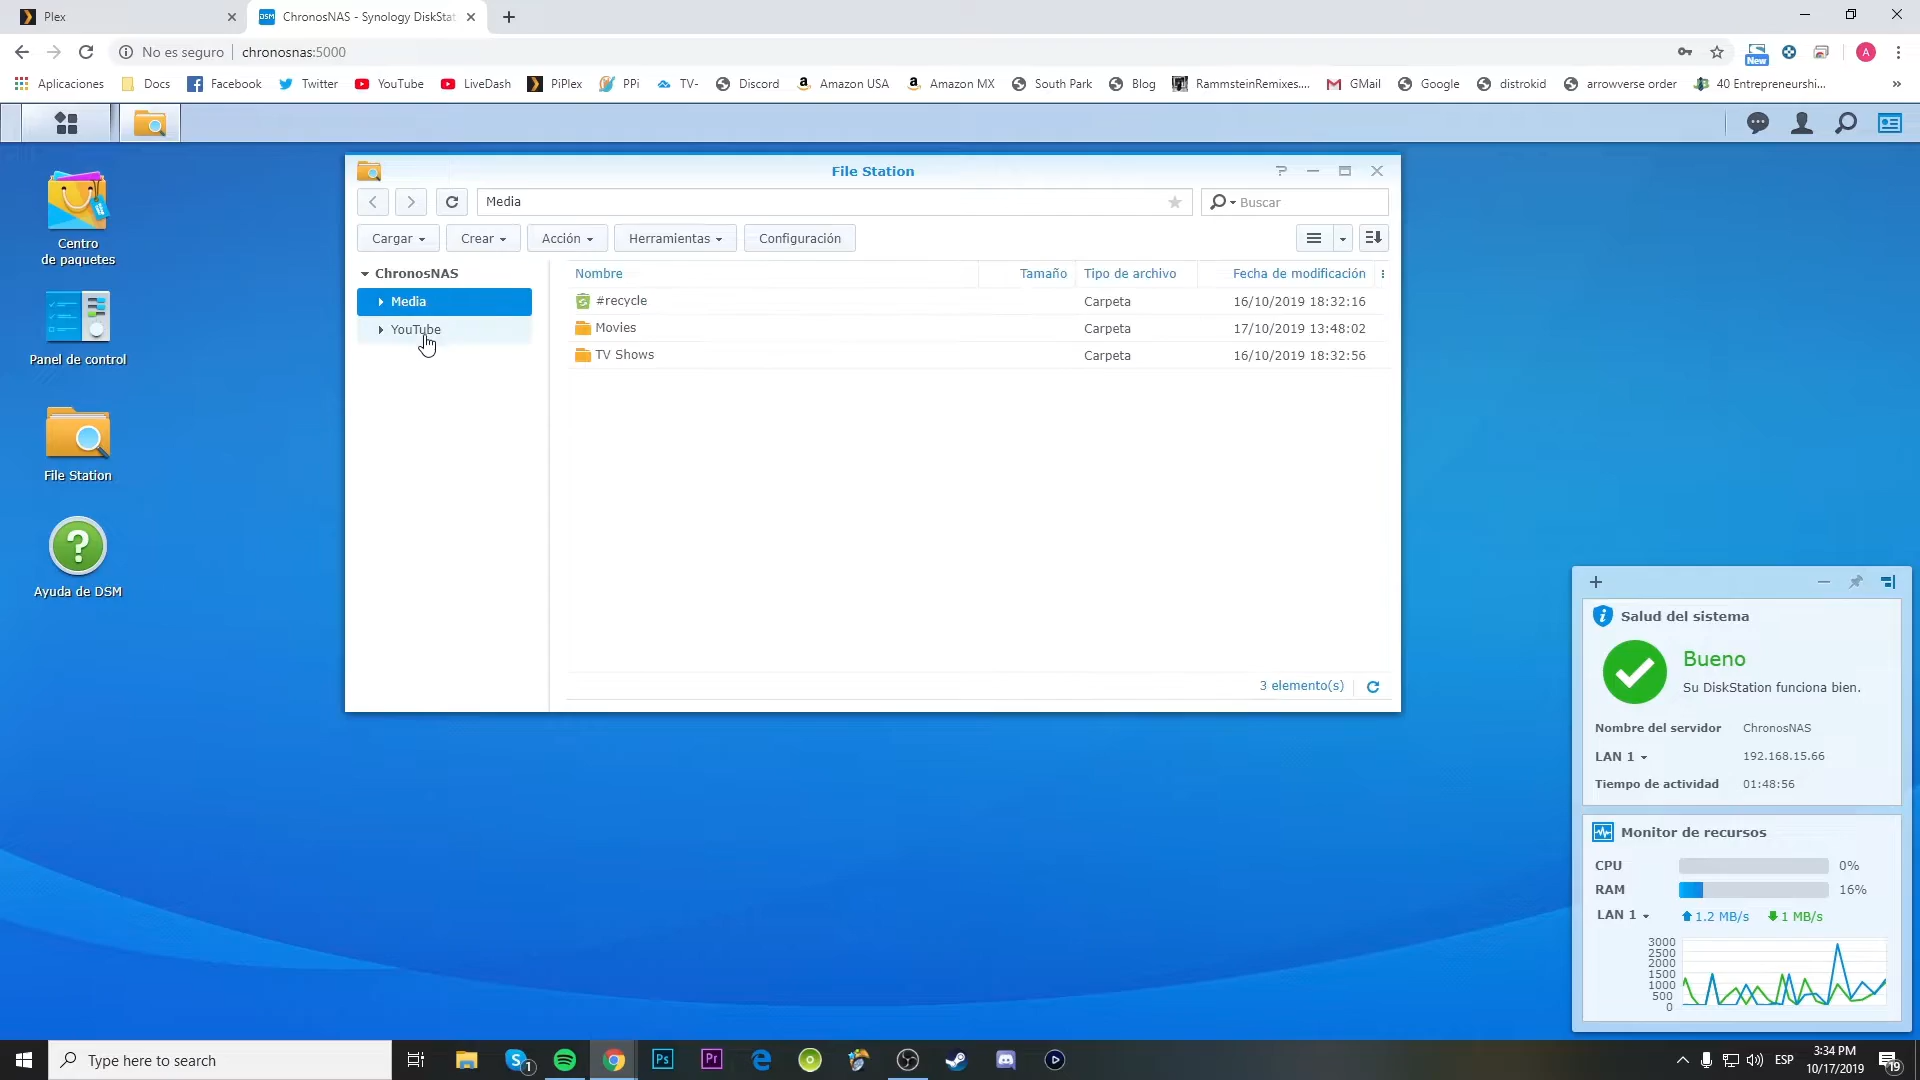 Plex
DSM
ChronosNAS - Synology DiskStat
No es seguro
chronosnas:5000
New
A
Aplicaciones
Docs
Facebook
Twitter
YouTube
LiveDash
PiPlex
PPi
TV-
Discord
Amazon USA
Amazon MX
South Park
Blog
RammsteinRemixes....
GMail
Google
distrokid
arrowverse order
40 Entrepreneurshi...
»
Centro
de paquetes
Panel de control
File Station
Ayuda de DSM
File Station
Media
Buscar
Cargar
Crear
Acción
Herramientas
Configuración
ChronosNAS
Media
YouTube
Nombre
Tamaño
Tipo de archivo
Fecha de modificación
#recycle
Carpeta
16/10/2019 18:32:16
Movies
Carpeta
17/10/2019 13:48:02
TV Shows
Carpeta
16/10/2019 18:32:56
3 elemento(s)
Salud del sistema
Bueno
Su DiskStation funciona bien.
Nombre del servidor
ChronosNAS
LAN 1
192.168.15.66
Tiempo de actividad
01:48:56
Monitor de recursos
CPU
0%
RAM
16%
LAN 1
1.2 MB/s
1 MB/s
3000
2500
2000
1500
1000
500
0
Type here to search
S
1
Ps
Pr
ESP
3:34 PM
10/17/2019
19